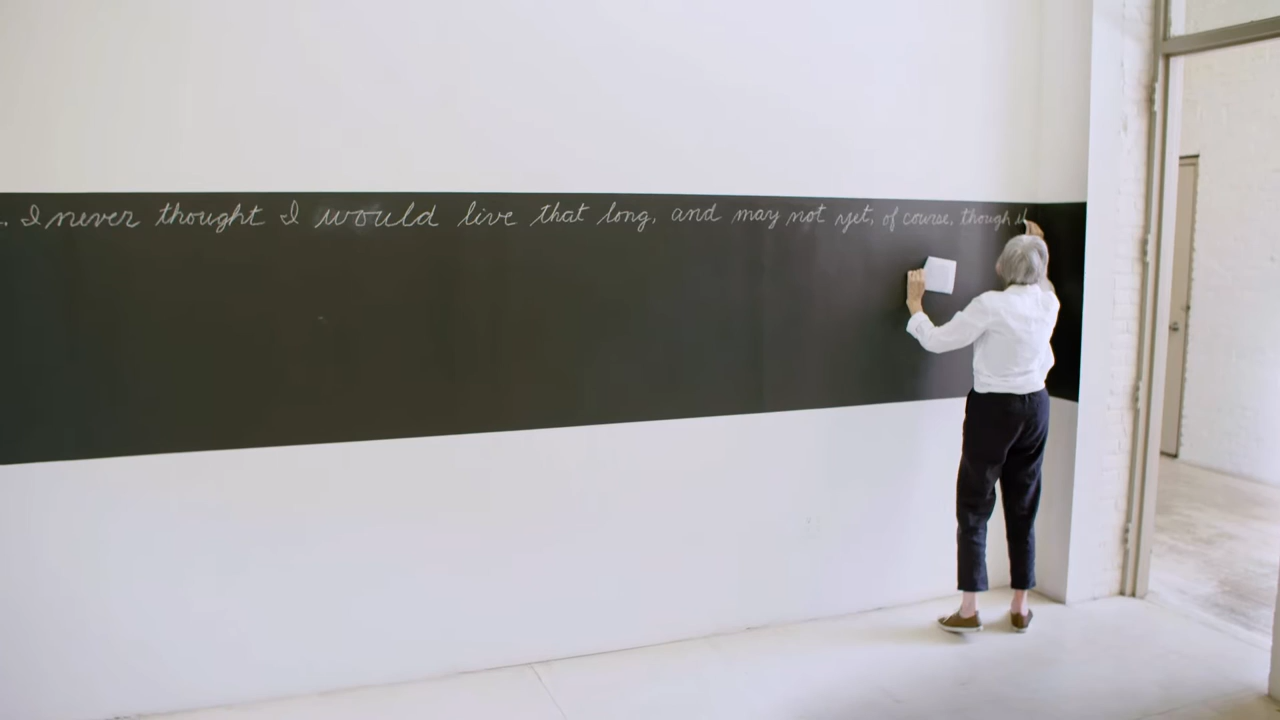 . I never thought I would live that long, and may not yet, of course, though